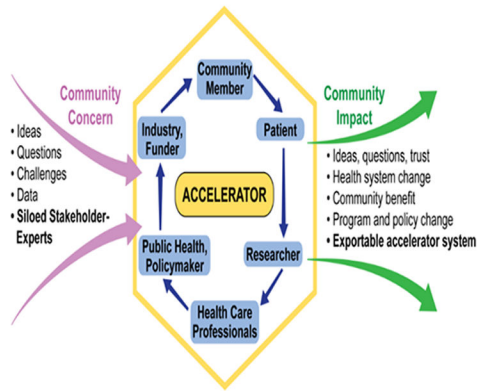 Community
Concern
• Ideas
• Questions
• Challenges
• Data
• Siloed Stakeholder-
Experts
Community
Member
Industry,
Funder
Patient
ACCELERATOR
Public Health,
Policymaker
Researcher
Health Care
Professionals
Community
Impact
• Ideas, questions, trust
• Health system change
• Community benefit
• Program and policy change
• Exportable accelerator system